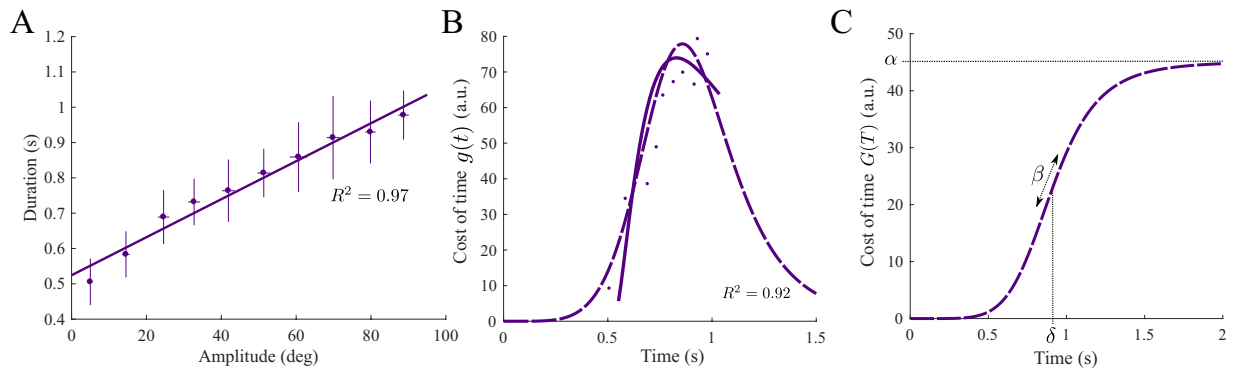 A
Duration (s)
1.2
1.1
1
0.9
0.8
0.7
0.6
0.5
0.4
R² = 0.97
0
20
40
60
80
100
Amplitude (deg)
B
Cost of time g(t) (a.u.)
80
70
60
50
40
30
20
10
0
R² = 0.92
0
0.5
1
1.5
Time (s)
C
Cost of time G(T) (a.u.)
50
α
40
30
20
10
0
β
0
0.5
δ
1
1.5
2
Time (s)